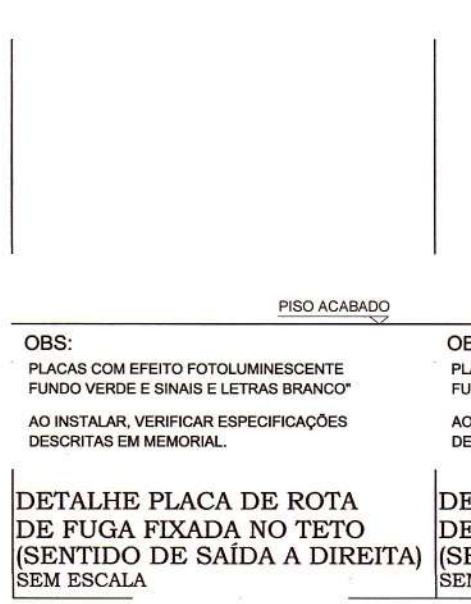 PISO ACABADO
OBS:
PLACAS COM EFEITO FOTOLUMINESCENTE
FUNDO VERDE E SINAIS E LETRAS BRANCO"
AO INSTALAR, VERIFICAR ESPECIFICAÇÕES
DESCRITAS EM MEMORIAL.
DETALHE PLACA DE ROTA
DE FUGA FIXADA NO TETO
(SENTIDO DE SAÍDA A DIREITA)
SEM ESCALA